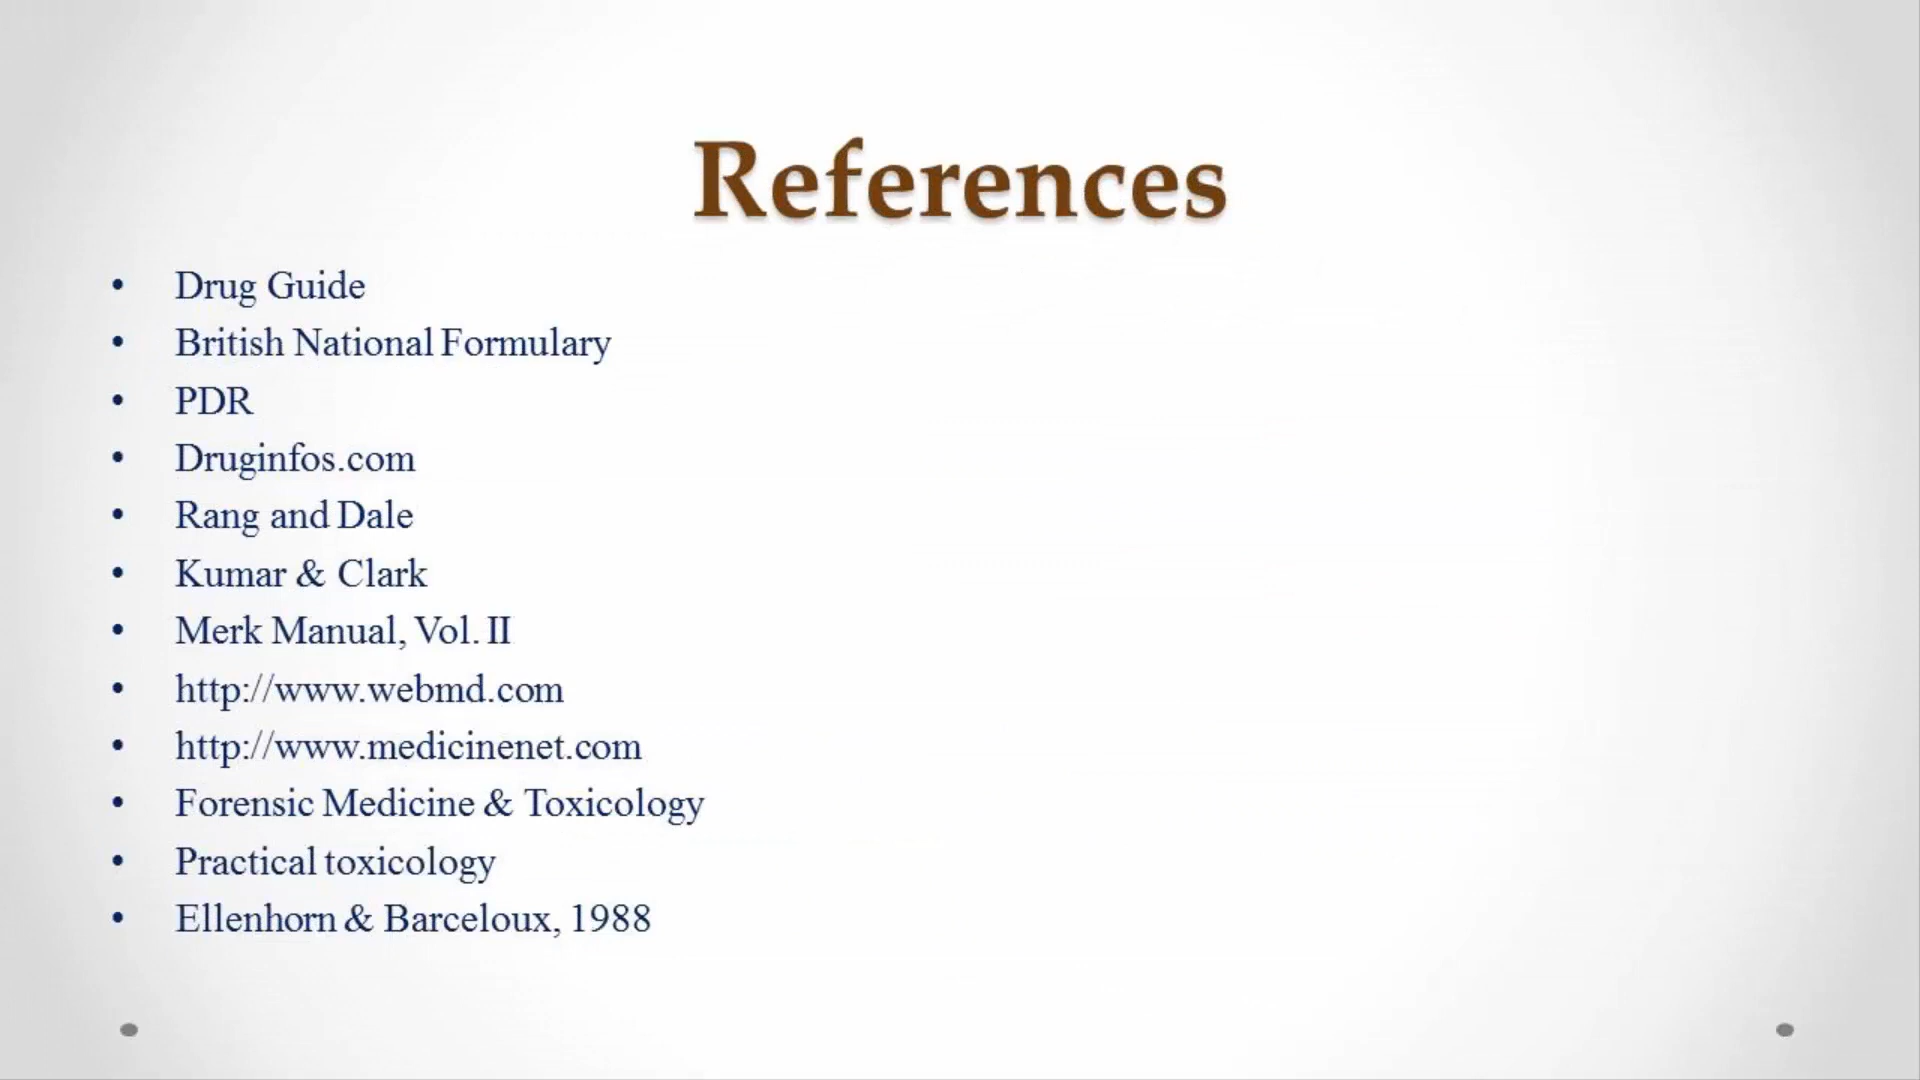 References
• Drug Guide
• British National Formulary
• PDR
• Druginfos.com
• Rang and Dale
• Kumar & Clark
• Merk Manual, Vol. II
• http://www.webmd.com
• http://www.medicinenet.com
• Forensic Medicine & Toxicology
• Practical toxicology
• Ellenhorn & Barceloux, 1988